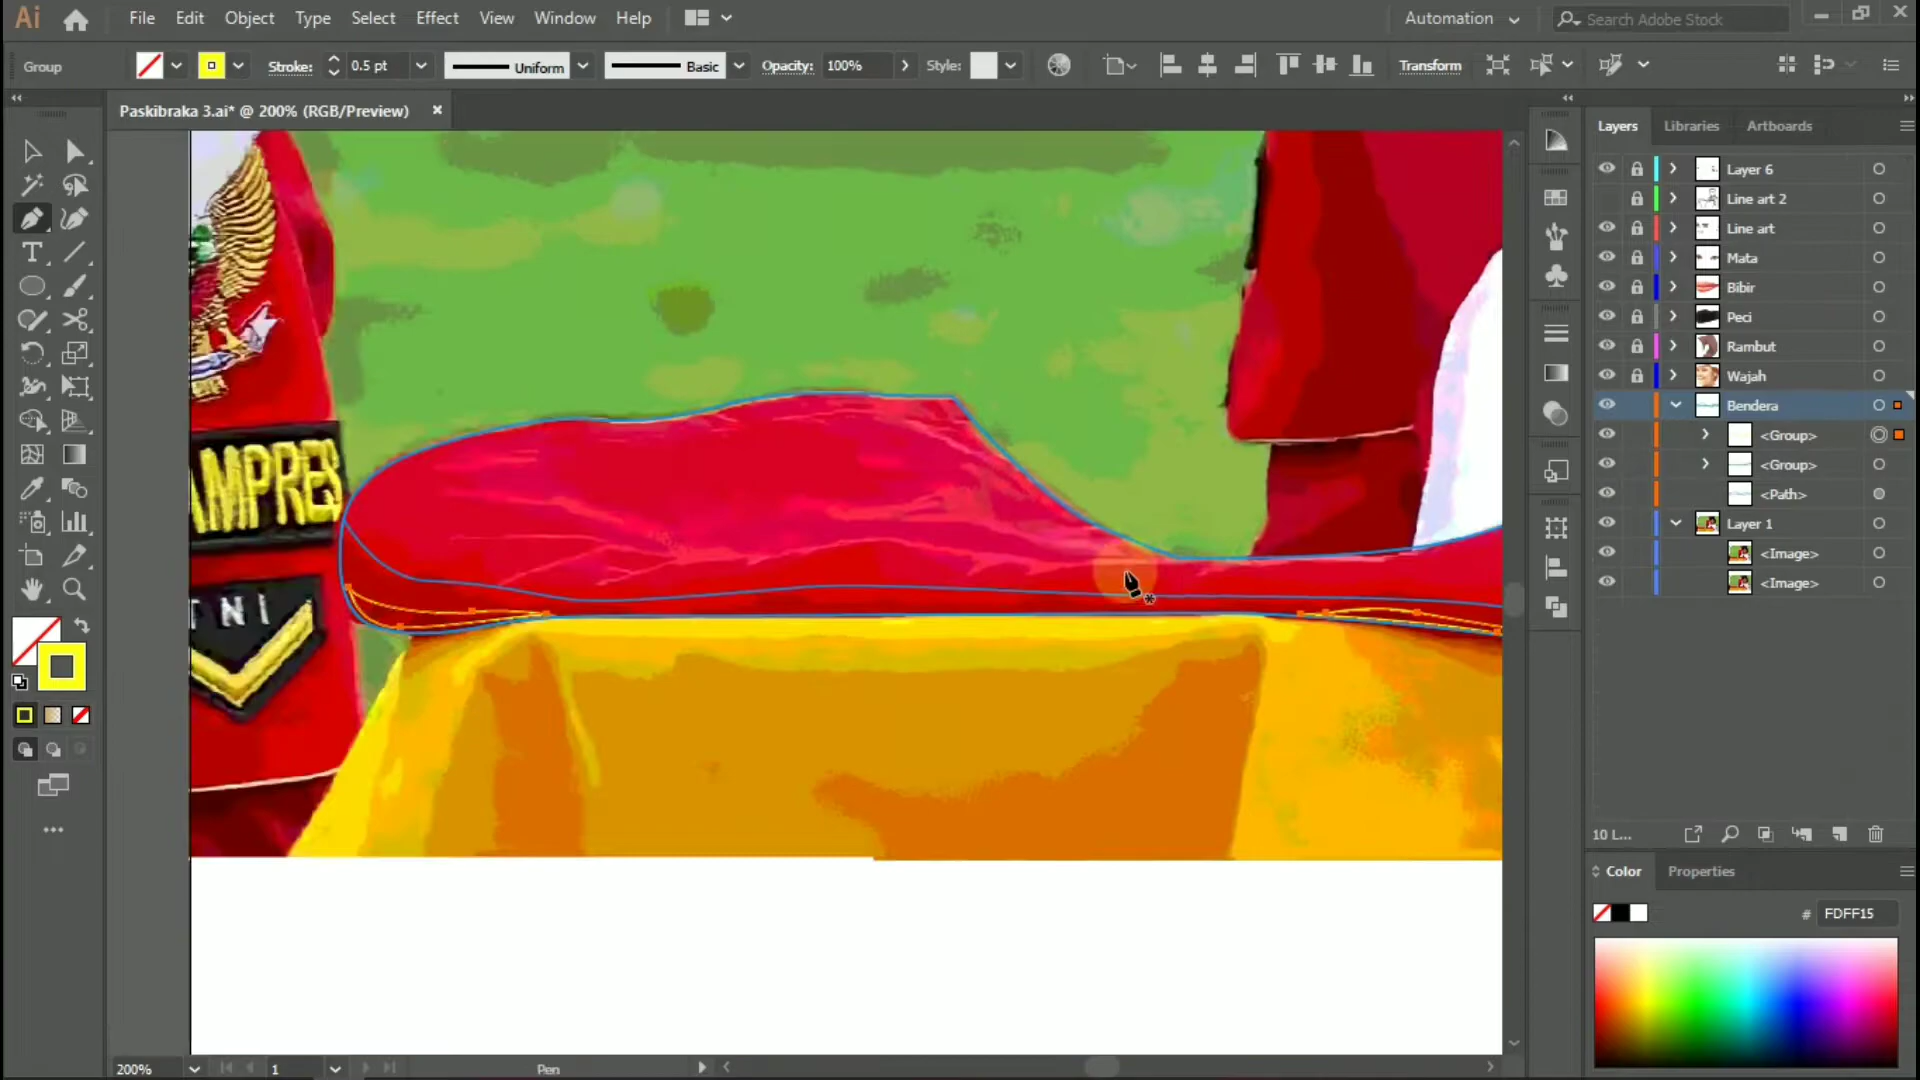 Ai File Edit Object Type Select Effect View Window Help Automation Search Adobe Stock
Group Stroke: 0.5 pt Uniform Basic Opacity: 100% Style: Transform
Paskibraka 3.ai* @ 200% (RGB/Preview)
Layers Libraries Artboards
Layer 6
Line art 2
Line art
Mata
Bibir
Peci
Rambut
Wajah
Bendera
<Group>
<Group>
<Path>
Layer 1
<Image>
<Image>
AMPRES
TNI
10 L...
Color Properties
# FDFF15
200% 1 Pen